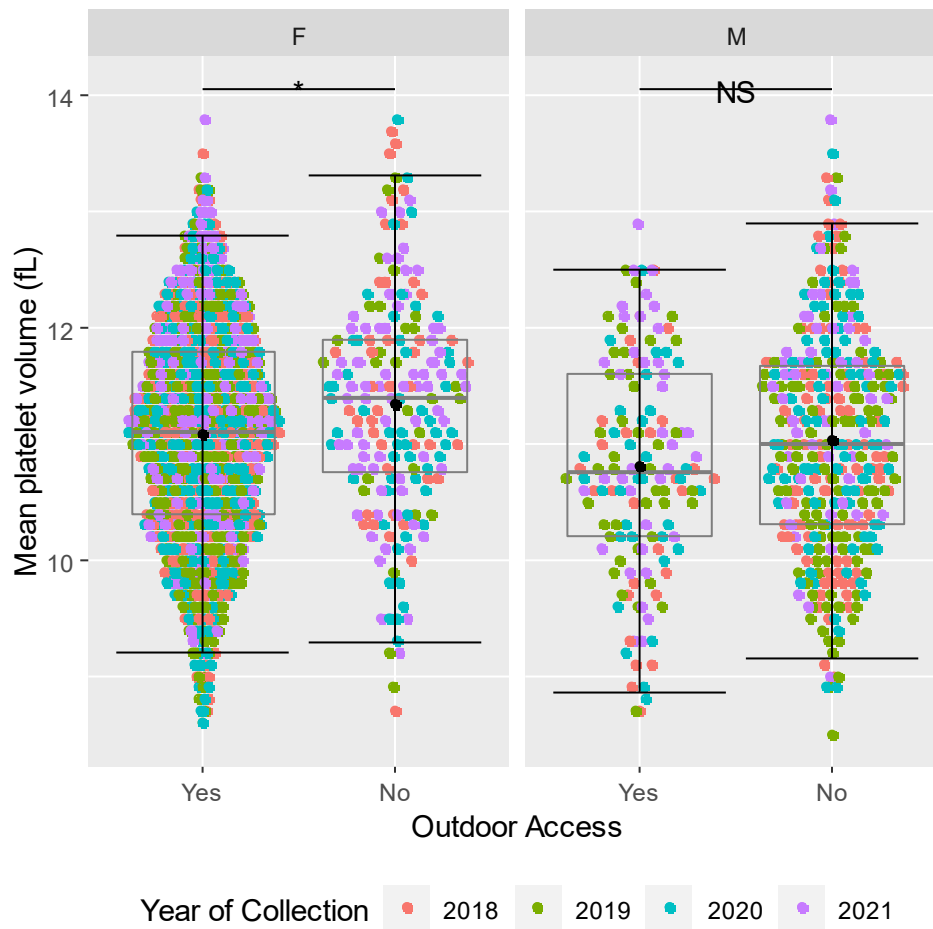 F
M
*
NS
14
12
10
Mean platelet volume (fL)
Yes
No
Yes
No
Outdoor Access
Year of Collection
2018
2019
2020
2021